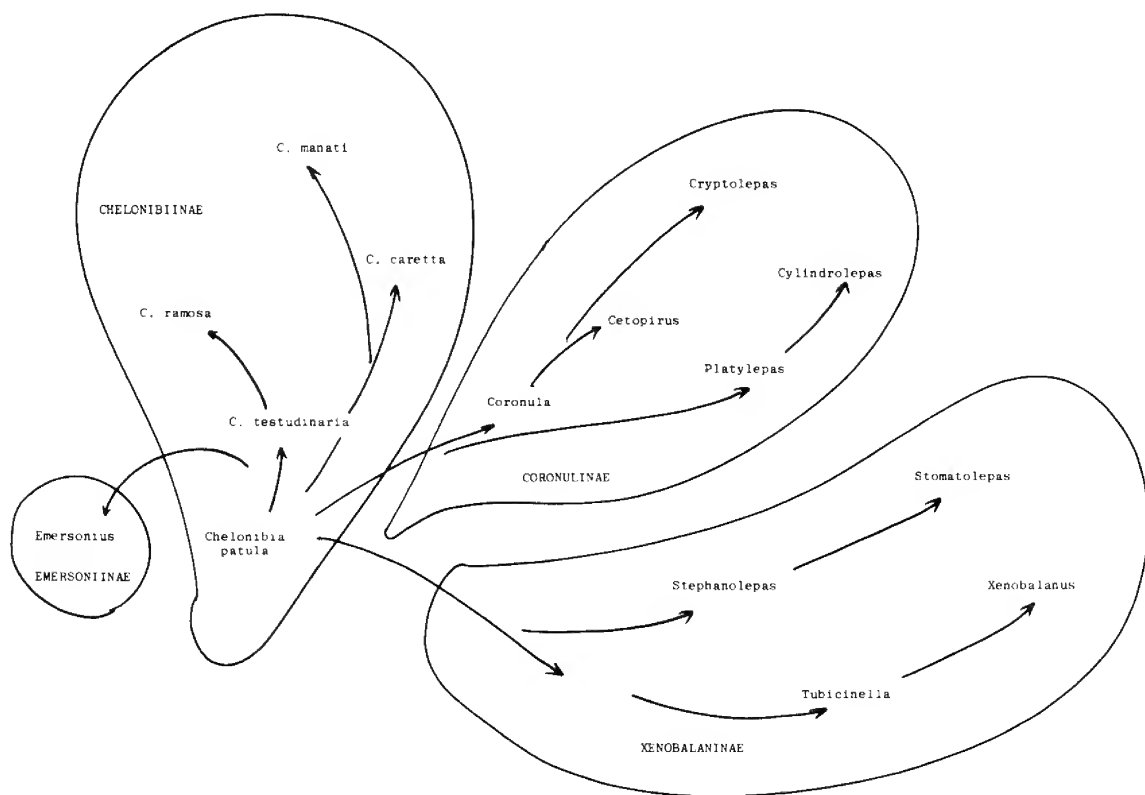 C. manati
CHELONIBIINAE
C. caretta
C. ramosa
C. testudinaria
Chelonibia
patula
Emersonius
EMERSONIINAE
Cryptolepas
Cylindrolepas
Cetopirus
Platylepas
Coronula
CORONULINAE
Stomatolepas
Stephanolepas
Xenobalanus
Tubicinella
XENOBALANINAE